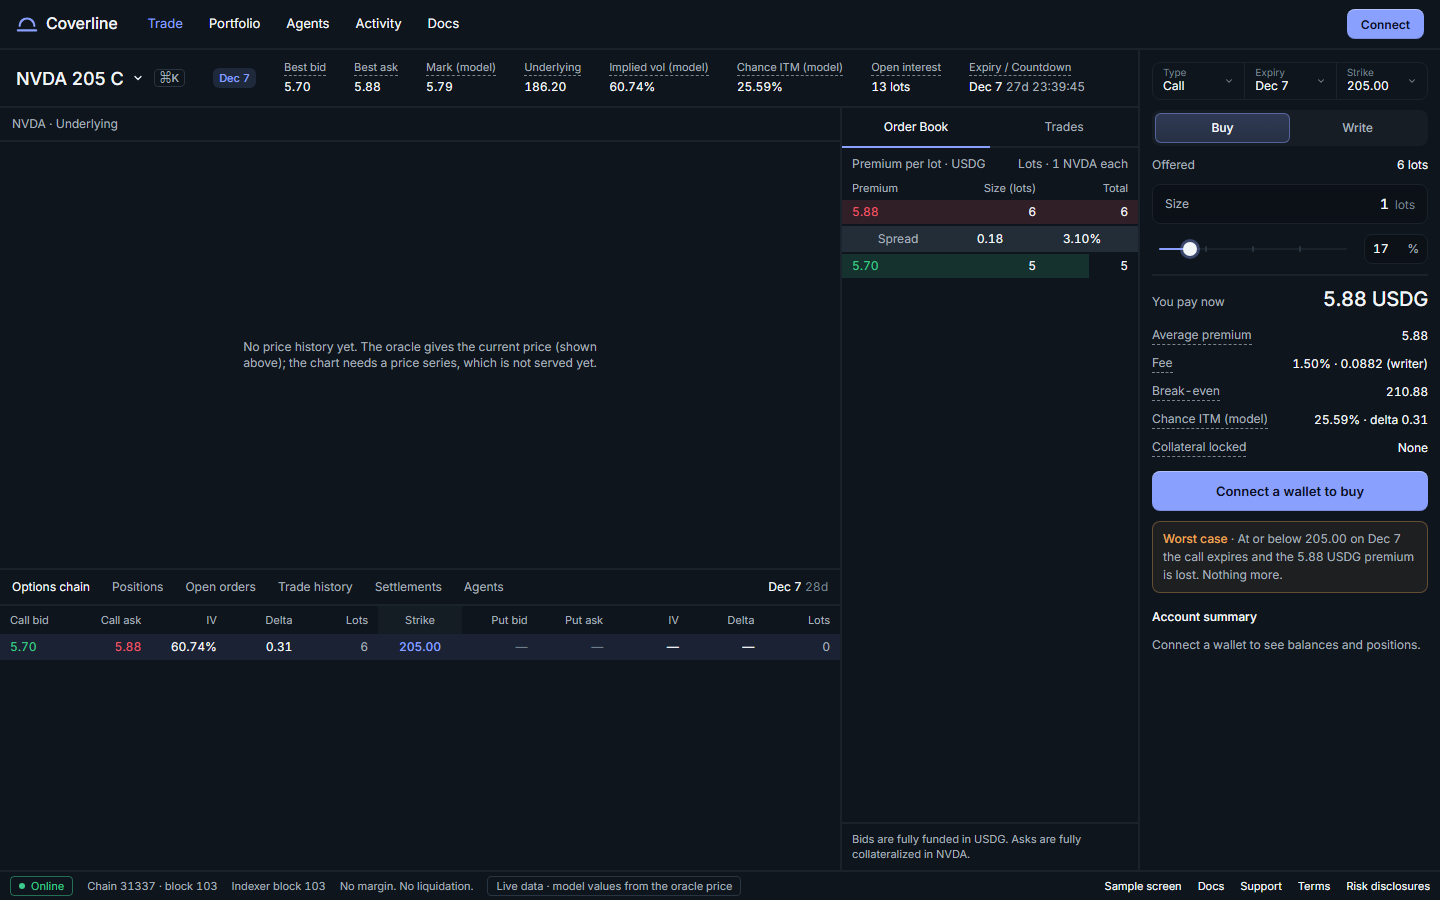 Coverline Trade Portfolio Agents Activity Docs Connect
NVDA 205 C ⌘K Dec 7
Best bid Best ask Mark (model) Underlying Implied vol (model) Chance ITM (model) Open interest Expiry / Countdown
5.70 5.88 5.79 186.20 60.74% 25.59% 13 lots Dec 7 27d 23:39:45
NVDA · Underlying
No price history yet. The oracle gives the current price (shown
above); the chart needs a price series, which is not served yet.
Order Book Trades
Premium per lot · USDG Lots · 1 NVDA each
Premium Size (lots) Total
5.88 6 6
Spread 0.18 3.10%
5.70 5 5
Bids are fully funded in USDG. Asks are fully
collateralized in NVDA.
Type Expiry Strike
Call Dec 7 205.00
Buy Write
Offered 6 lots
Size 1 lots
17 %
You pay now 5.88 USDG
Average premium 5.88
Fee 1.50% · 0.0882 (writer)
Break-even 210.88
Chance ITM (model) 25.59% · delta 0.31
Collateral locked None
Connect a wallet to buy
Worst case · At or below 205.00 on Dec 7
the call expires and the 5.88 USDG premium
is lost. Nothing more.
Account summary
Connect a wallet to see balances and positions.
Options chain Positions Open orders Trade history Settlements Agents Dec 7 28d
Call bid Call ask IV Delta Lots Strike Put bid Put ask IV Delta Lots
5.70 5.88 60.74% 0.31 6 205.00 — — — — 0
Online Chain 31337 · block 103 Indexer block 103 No margin. No liquidation. Live data · model values from the oracle price Sample screen Docs Support Terms Risk disclosures